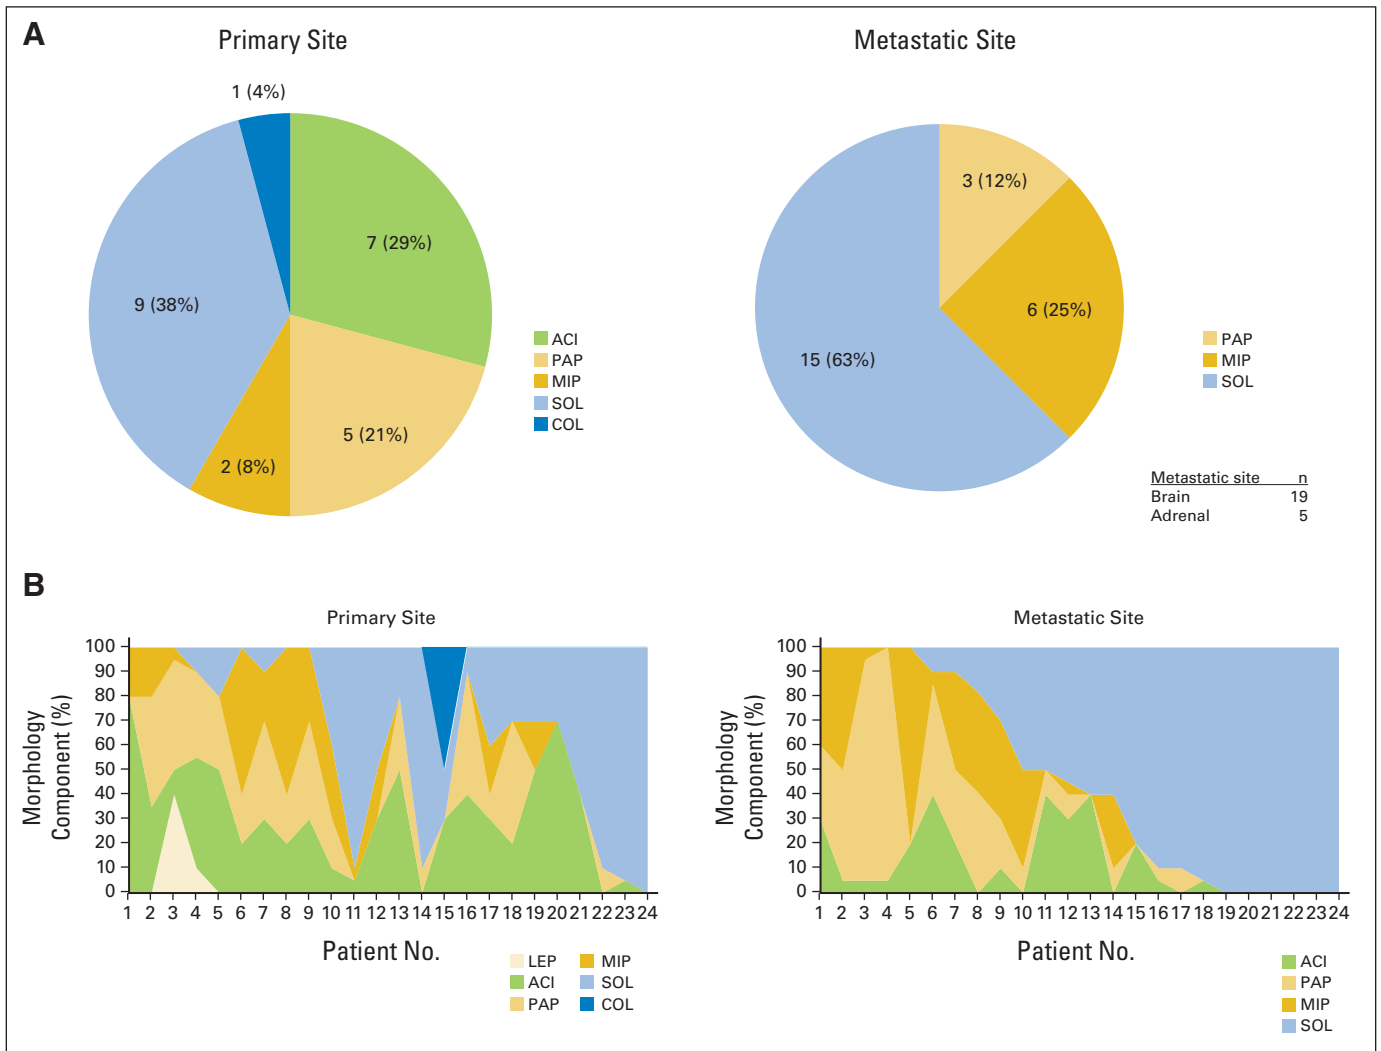 A
Primary Site
1 (4%)
7 (29%)
9 (38%)
5 (21%)
2 (8%)
ACI
PAP
MIP
SOL
COL
Metastatic Site
3 (12%)
6 (25%)
15 (63%)
PAP
MIP
SOL
Metastatic site n
Brain 19
Adrenal 5
B
Primary Site
Morphology
Component (%)
100
90
80
70
60
50
40
30
20
10
0
1 2 3 4 5 6 7 8 9 10 11 12 13 14 15 16 17 18 19 20 21 22 23 24
Patient No.
LEP MIP
ACI SOL
PAP COL
Metastatic Site
Morphology
Component (%)
100
90
80
70
60
50
40
30
20
10
0
1 2 3 4 5 6 7 8 9 10 11 12 13 14 15 16 17 18 19 20 21 22 23 24
Patient No.
ACI
PAP
MIP
SOL